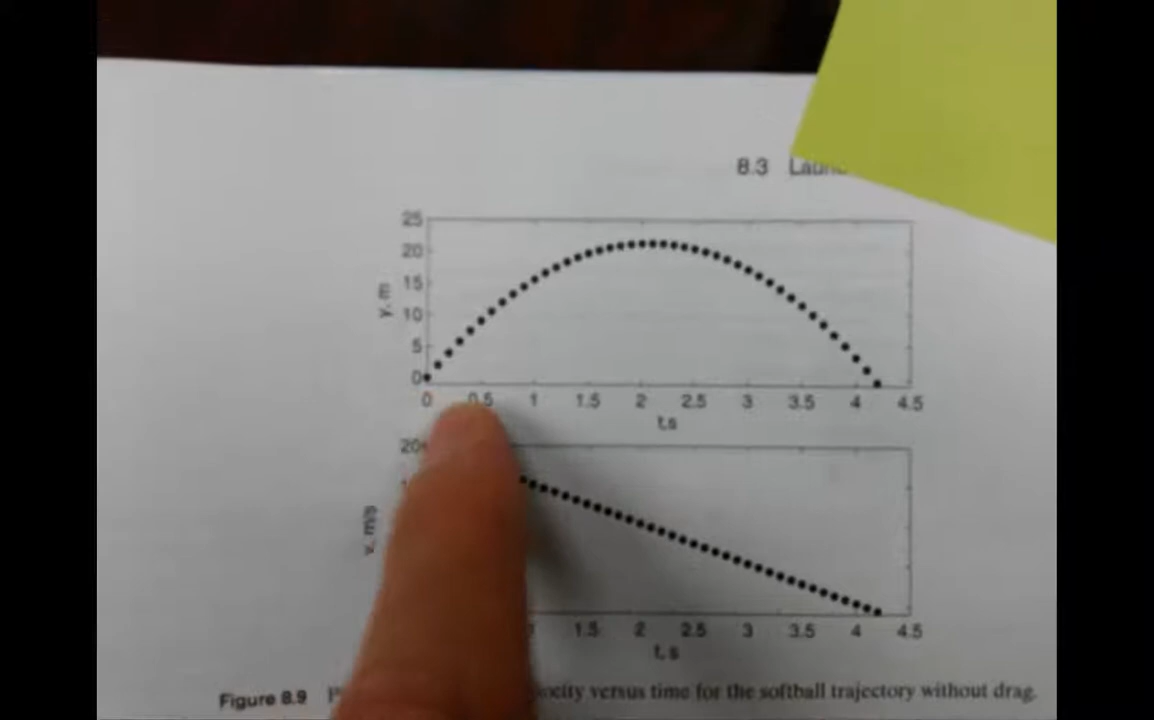 8.3
25
20
15
10
5
0
y, m
0 0.5 1 1.5 2 2.5 3 3.5 4 4.5
t,s
20
v, m/s
1.5 2 2.5 3 3.5 4 4.5
t, s
Figure 8.9 velocity versus time for the softball trajectory without drag.